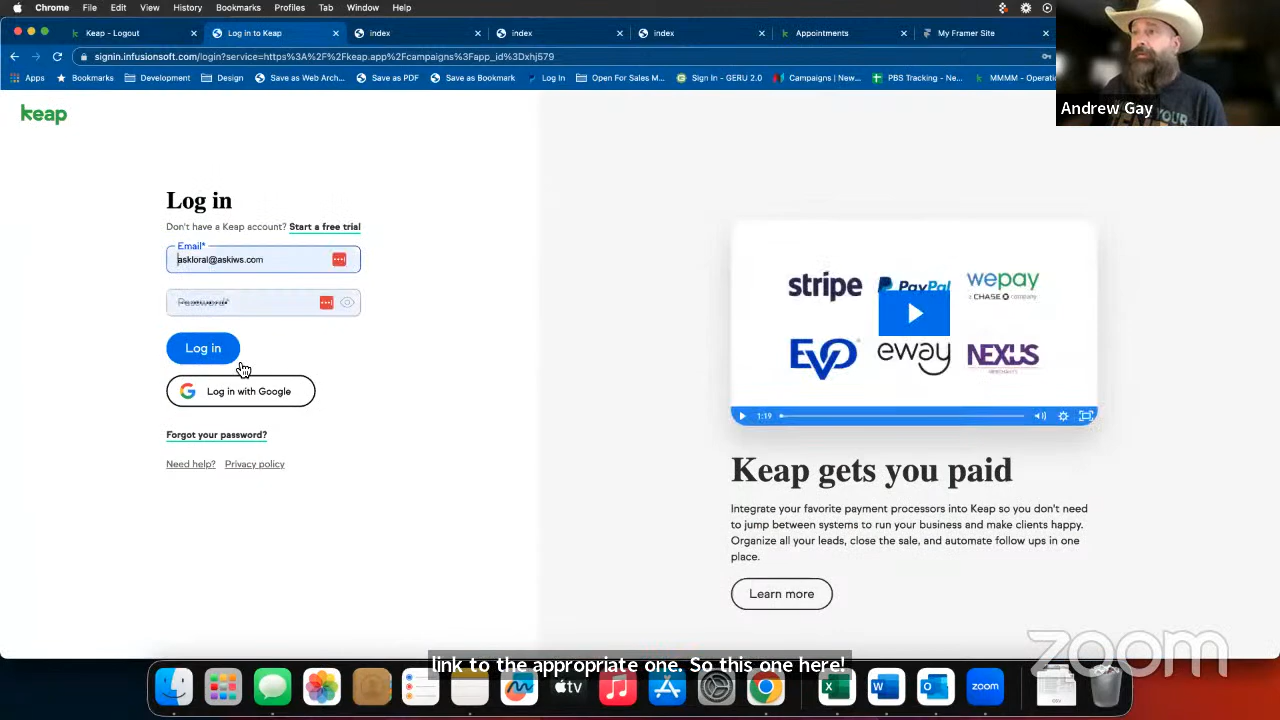 Chrome File Edit View History Bookmarks Profiles Tab Window Help
Keap - Logout
Log in to Keap
index
index
index
Appointments
My Framer Site
signin.infusionsoft.com/login?service=https%3A%2F%2Fkeap.app%2Fcampaigns%3Fapp_id%3Dxhj579
Apps Bookmarks Development Design Save as Web Arch... Save as PDF Save as Bookmark Log In Open For Sales M... Sign In - GERU 2.0 Campaigns | New... PBS Tracking - Ne... MMMM - Operatio
Andrew Gay
keap
Log in
Don't have a Keap account? Start a free trial
Email*
askloral@askiws.com
Log in
Log in with Google
Forgot your password?
Need help? Privacy policy
stripe
PayPal
wepay
a CHASE company
EVO
eway
NEXUS
1:19
Keap gets you paid
Integrate your favorite payment processors into Keap so you don't need
to jump between systems to run your business and make clients happy.
Organize all your leads, close the sale, and automate follow ups in one
place.
Learn more
zoom
link to the appropriate one. So this one here!
tv
zoom